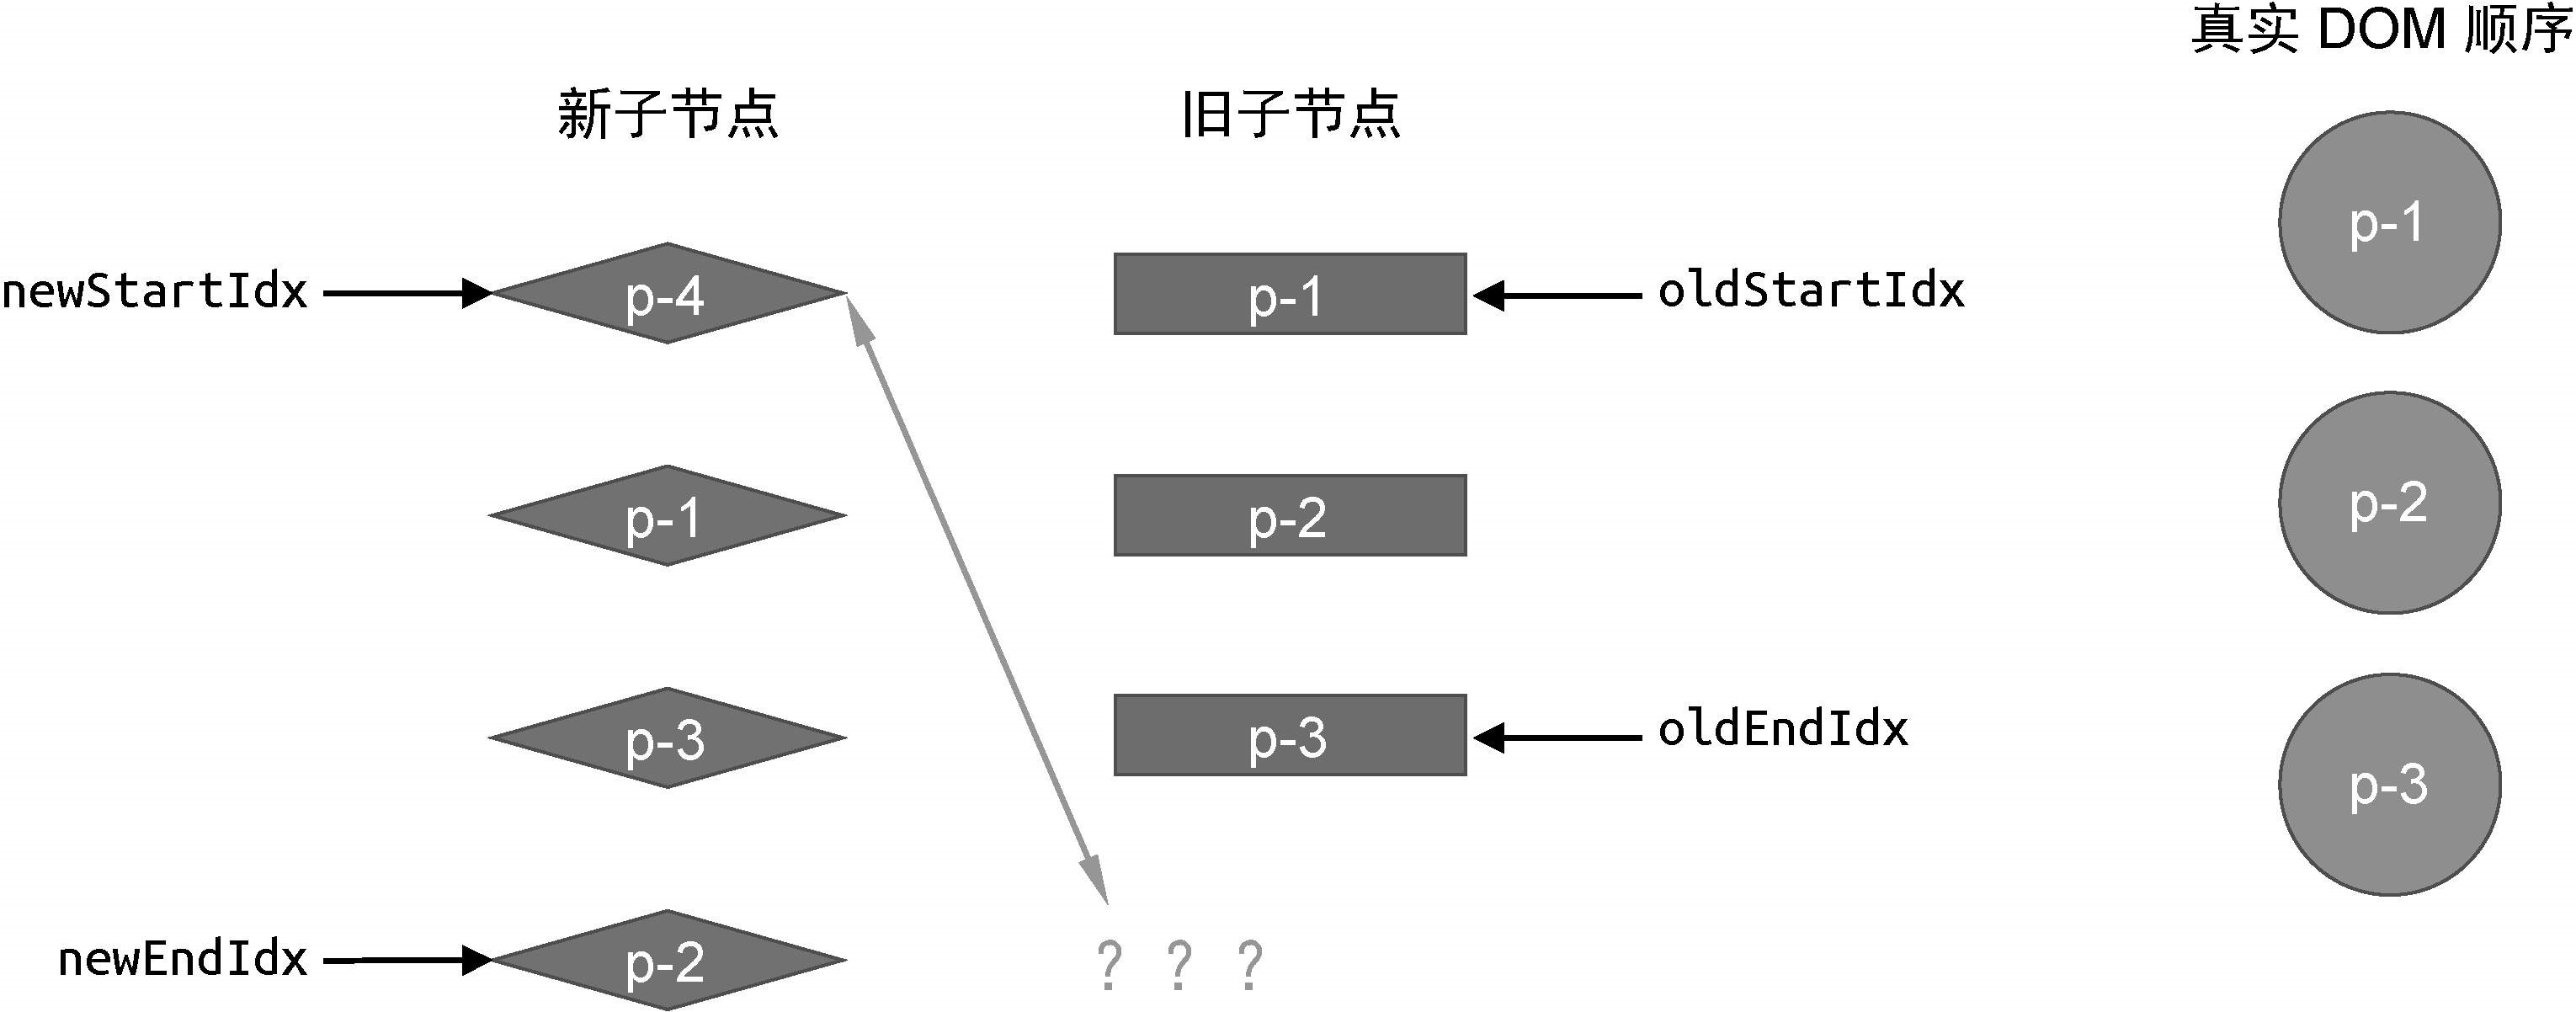 真实 DOM 顺序
新子节点
旧子节点
p-1
newStartIdx
p-4
p-1
oldStartIdx
p-1
p-2
p-2
p-3
p-3
oldEndIdx
p-3
newEndIdx
p-2
? ? ?